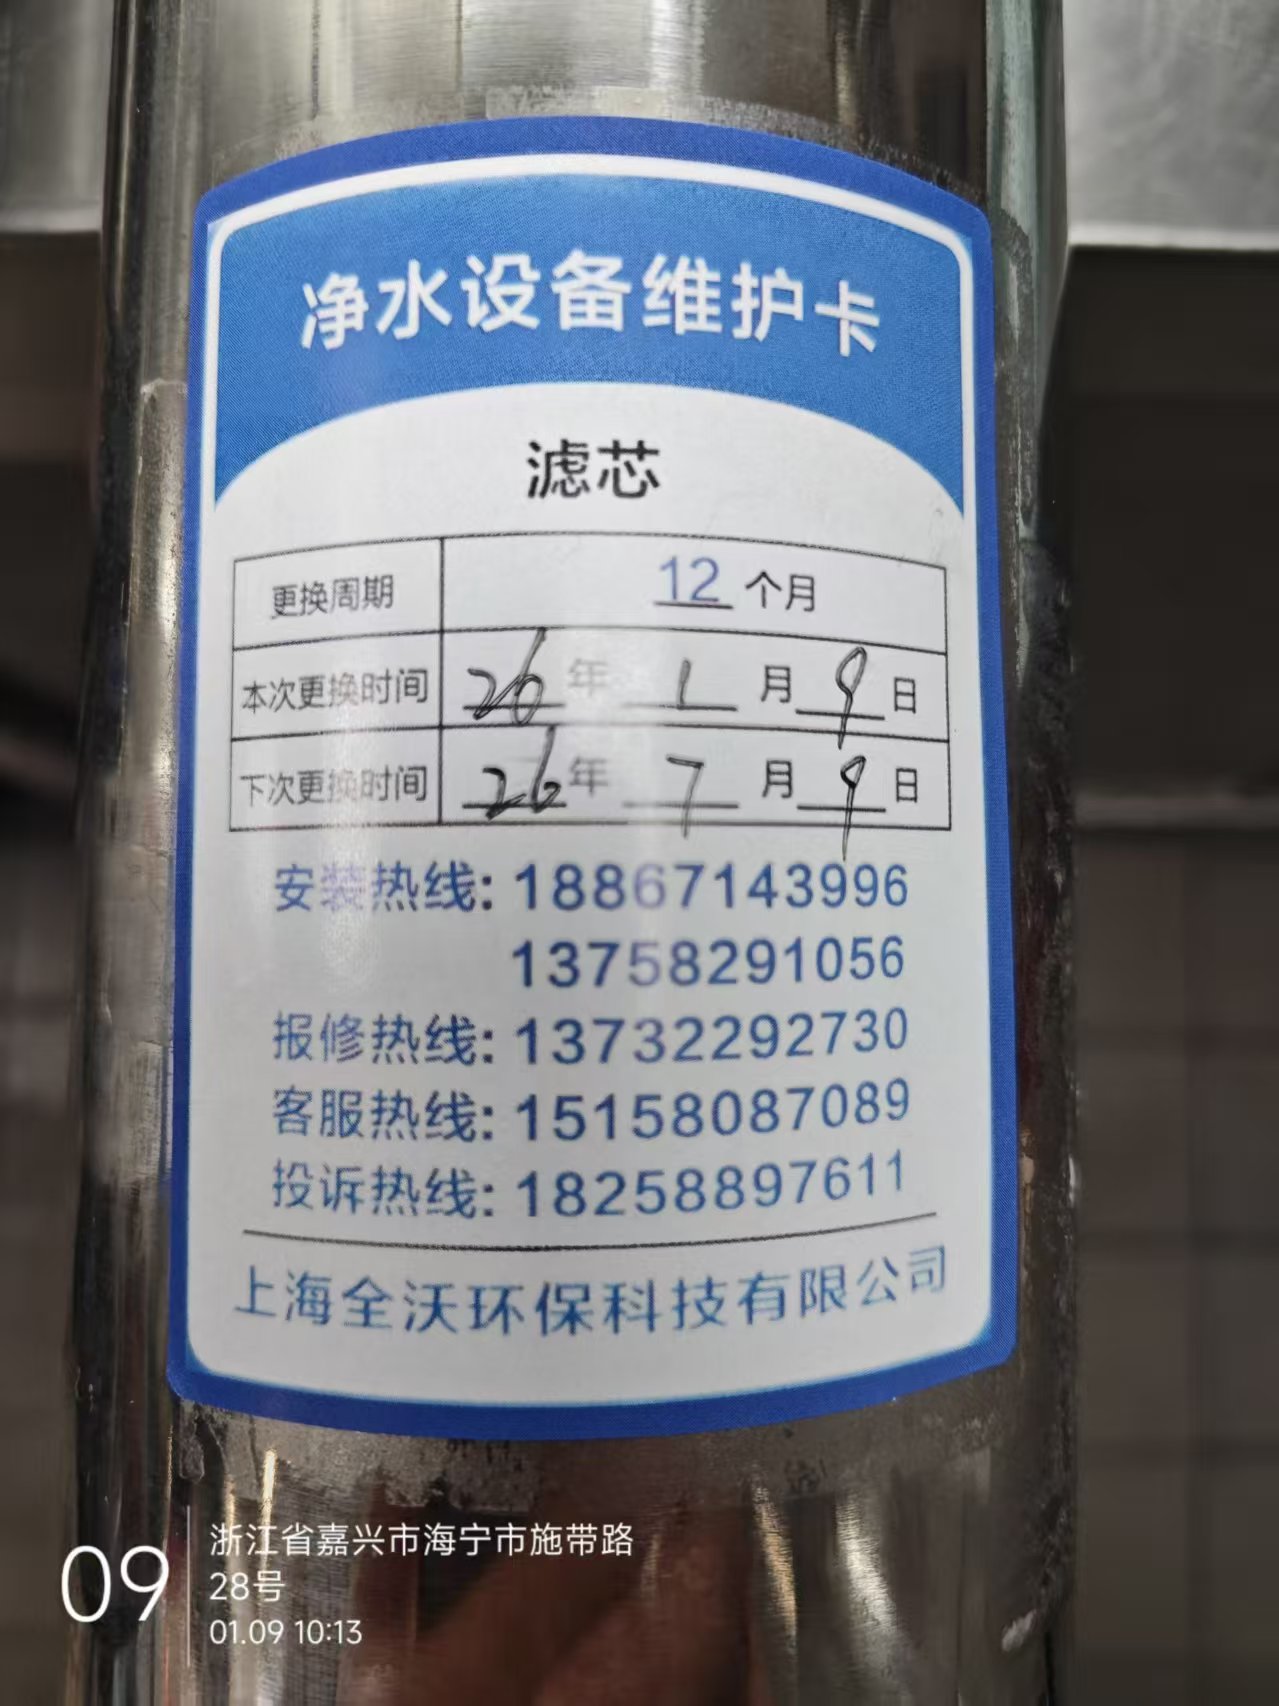 净水设备维护卡
滤芯
更换周期 12 个月
本次更换时间 26 年 1 月 9 日
下次更换时间 26 年 7 月 9 日
安装热线: 18867143996
13758291056
报修热线: 13732292730
客服热线: 15158087089
投诉热线: 18258897611
上海全沃环保科技有限公司
09
浙江省嘉兴市海宁市施带路
28号
01.09 10:13